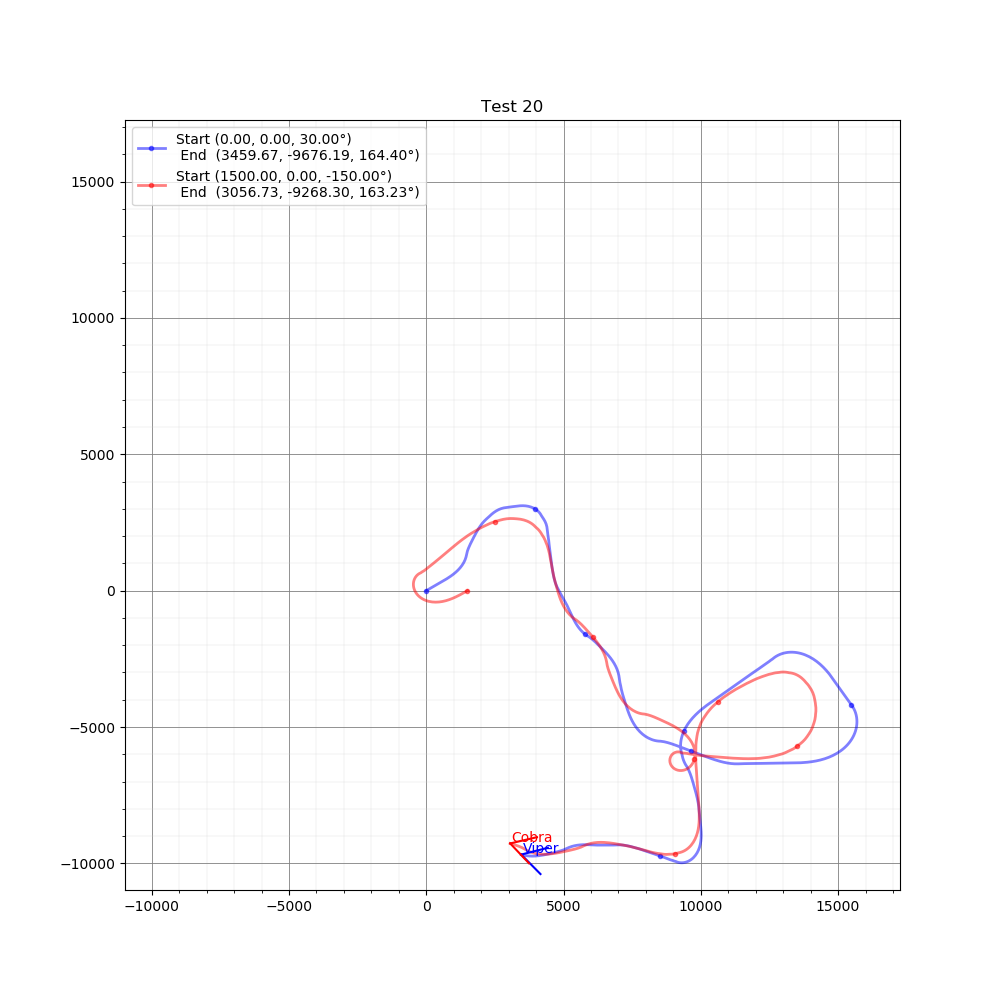 Test 20
Start (0.00, 0.00, 30.00°)
End  (3459.67, -9676.19, 164.40°)
Start (1500.00, 0.00, -150.00°)
End  (3056.73, -9268.30, 163.23°)
15000
10000
5000
0
−5000
−10000
Cobra
Viper
−10000 −5000 0 5000 10000 15000